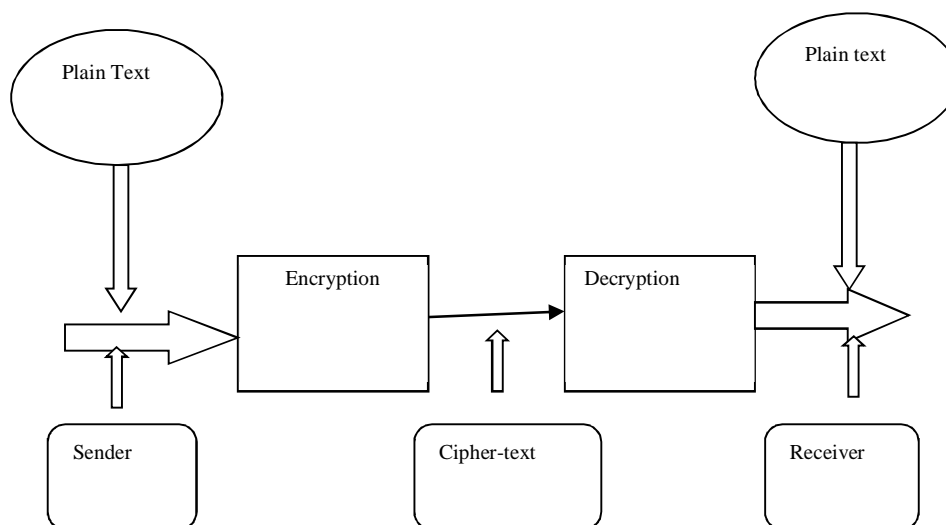 Plain Text
Plain text
Encryption
Decryption
Sender
Cipher-text
Receiver